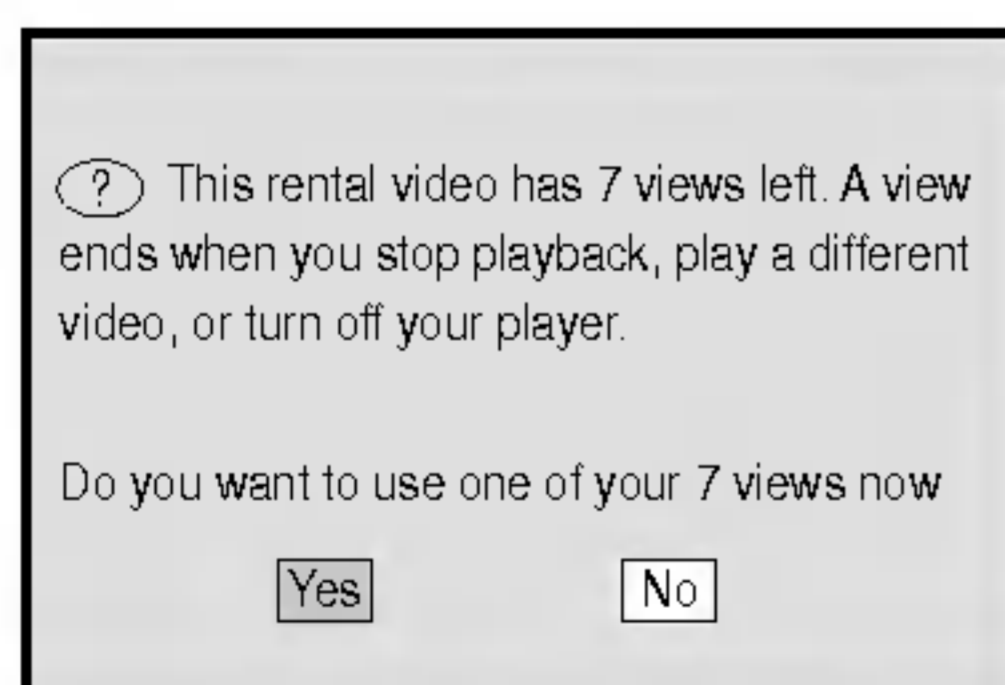 ? This rental video has 7 views left. A view
ends when you stop playback, play a different
video, or turn off your player.
Do you want to use one of your 7 views now
Yes No